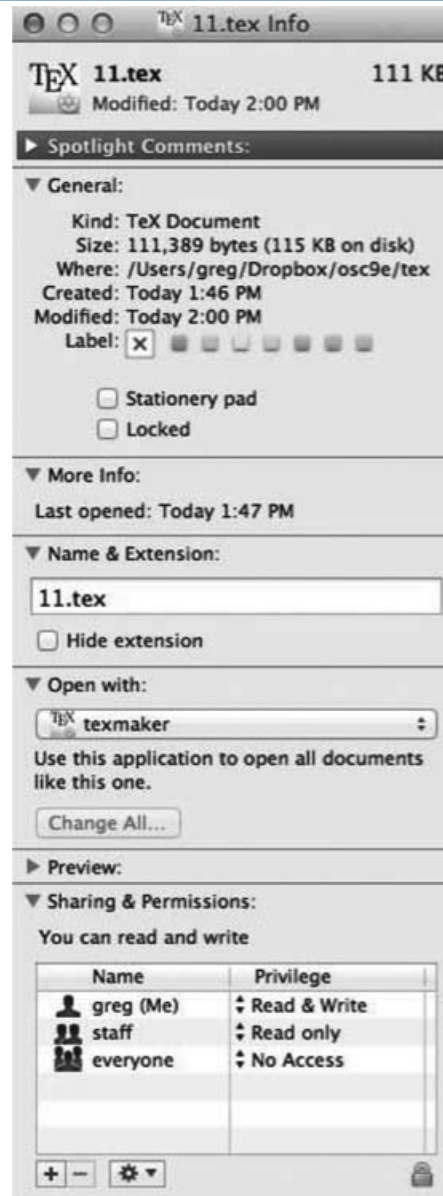 TEX 11.tex Info
TEX 11.tex 111 KB
Modified: Today 2:00 PM
Spotlight Comments:
General:
Kind: TeX Document
Size: 111,389 bytes (115 KB on disk)
Where: /Users/greg/Dropbox/osc9e/tex
Created: Today 1:46 PM
Modified: Today 2:00 PM
Label:
Stationery pad
Locked
More Info:
Last opened: Today 1:47 PM
Name & Extension:
11.tex
Hide extension
Open with:
TEX texmaker
Use this application to open all documents
like this one.
Change All...
Preview:
Sharing & Permissions:
You can read and write
Name Privilege
greg (Me) Read & Write
staff Read only
everyone No Access